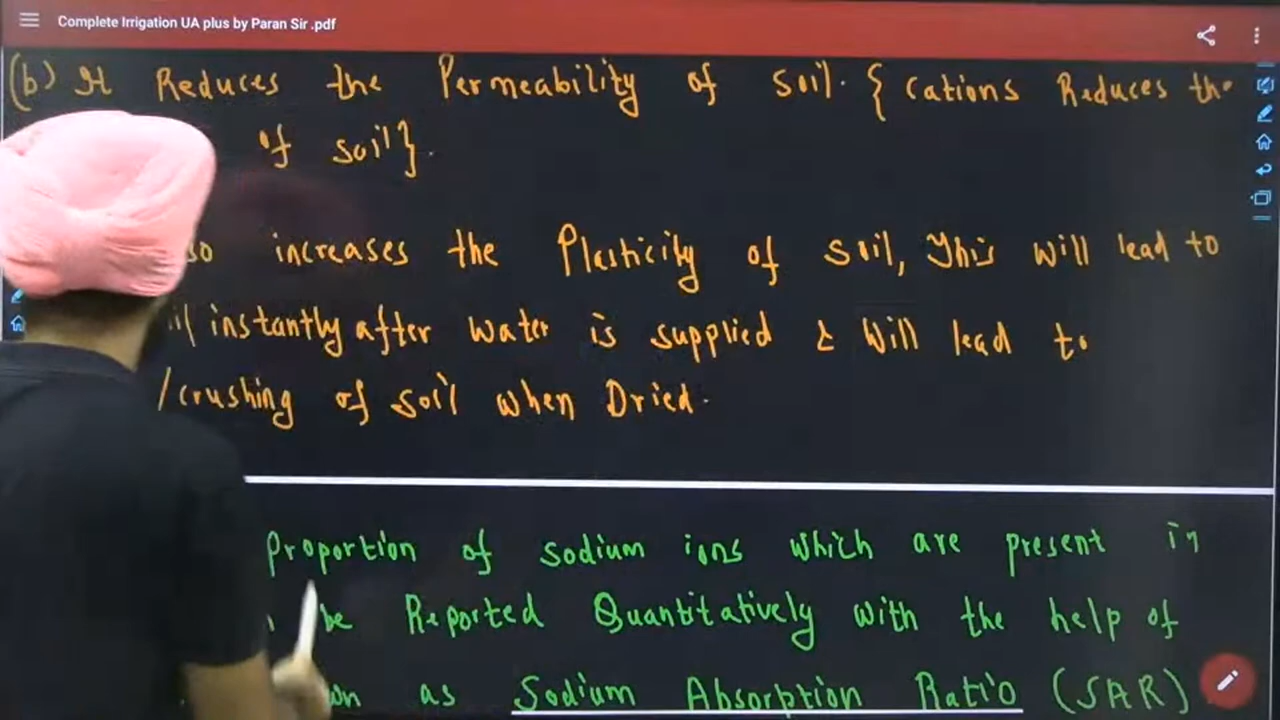 Complete Irrigation UA plus by Paran Sir .pdf
(b) It Reduces the Permeability of soil. { cations Reduces the
of soil}.
so increases the Plasticity of soil, This will lead to
instantly after water is supplied & Will lead to
/crushing of soil when Dried.
Proportion of sodium ions which are present in
be Reported Quantitatively with the help of
as Sodium Absorption Ratio (SAR)